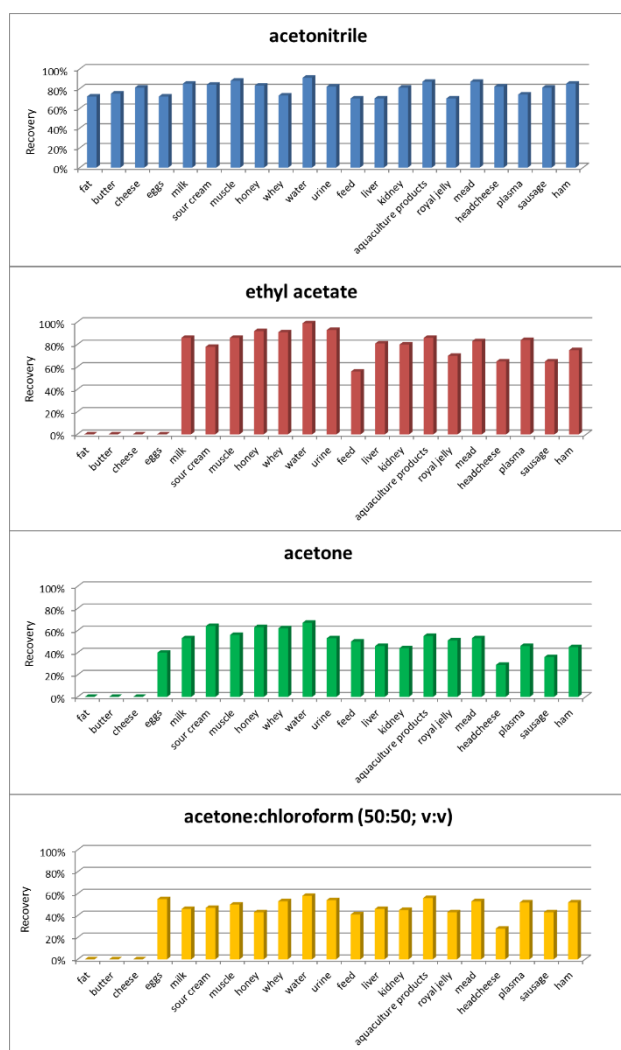 acetonitrile
100%
80%
60%
40%
20%
0%
Recovery
fat
butter
cheese
eggs
milk
sour cream
muscle
honey
whey
water
urine
feed
liver
kidney
aquaculture products
royal jelly
mead
headcheese
plasma
sausage
ham
ethyl acetate
100%
80%
60%
40%
20%
0%
Recovery
fat
butter
cheese
eggs
milk
sour cream
muscle
honey
whey
water
urine
feed
liver
kidney
aquaculture products
royal jelly
mead
headcheese
plasma
sausage
ham
acetone
100%
80%
60%
40%
20%
0%
Recovery
fat
butter
cheese
eggs
milk
sour cream
muscle
honey
whey
water
urine
feed
liver
kidney
aquaculture products
royal jelly
mead
headcheese
plasma
sausage
ham
acetone:chloroform (50:50; v:v)
100%
80%
60%
40%
20%
0%
Recovery
fat
butter
cheese
eggs
milk
sour cream
muscle
honey
whey
water
urine
feed
liver
kidney
aquaculture products
royal jelly
mead
headcheese
plasma
sausage
ham